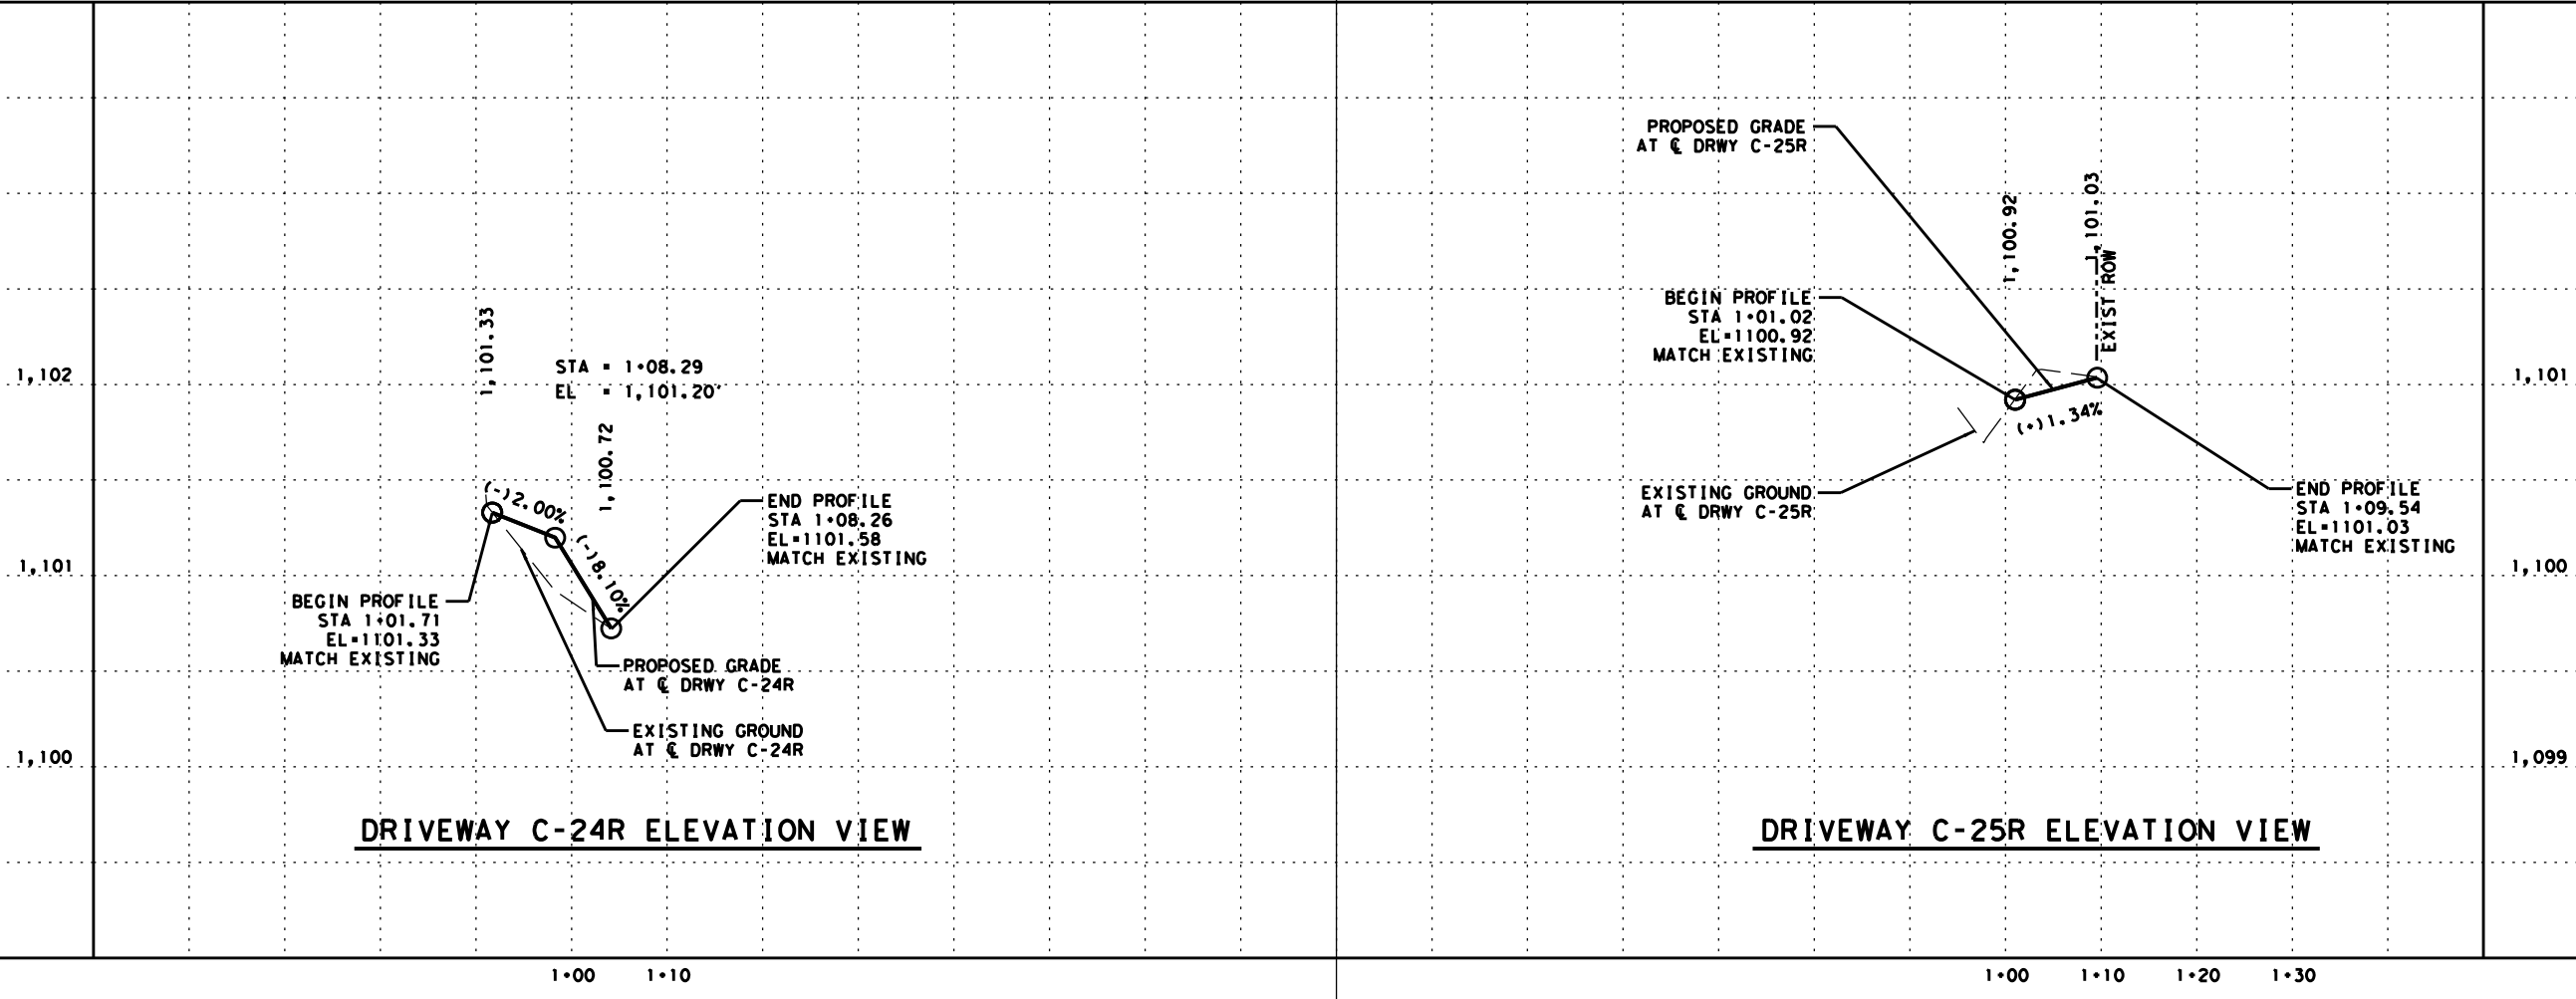 1,102
1,101
1,100
1,101.33
STA = 1+08.29
EL = 1,101.20'
1,100.72
(-)2.00%
(-)8.10%
END PROFILE
STA 1+08.26
EL=1101.58
MATCH EXISTING
BEGIN PROFILE
STA 1+01.71
EL=1101.33
MATCH EXISTING
PROPOSED GRADE
AT ℄ DRWY C-24R
EXISTING GROUND
AT ℄ DRWY C-24R
DRIVEWAY C-24R ELEVATION VIEW
1+00 1+10
PROPOSED GRADE
AT ℄ DRWY C-25R
1,100.92
1,101.03
EXIST ROW
BEGIN PROFILE
STA 1+01.02
EL=1100.92
MATCH EXISTING
(+)1.34%
EXISTING GROUND
AT ℄ DRWY C-25R
END PROFILE
STA 1+09.54
EL=1101.03
MATCH EXISTING
1,101
1,100
1,099
DRIVEWAY C-25R ELEVATION VIEW
1+00 1+10 1+20 1+30